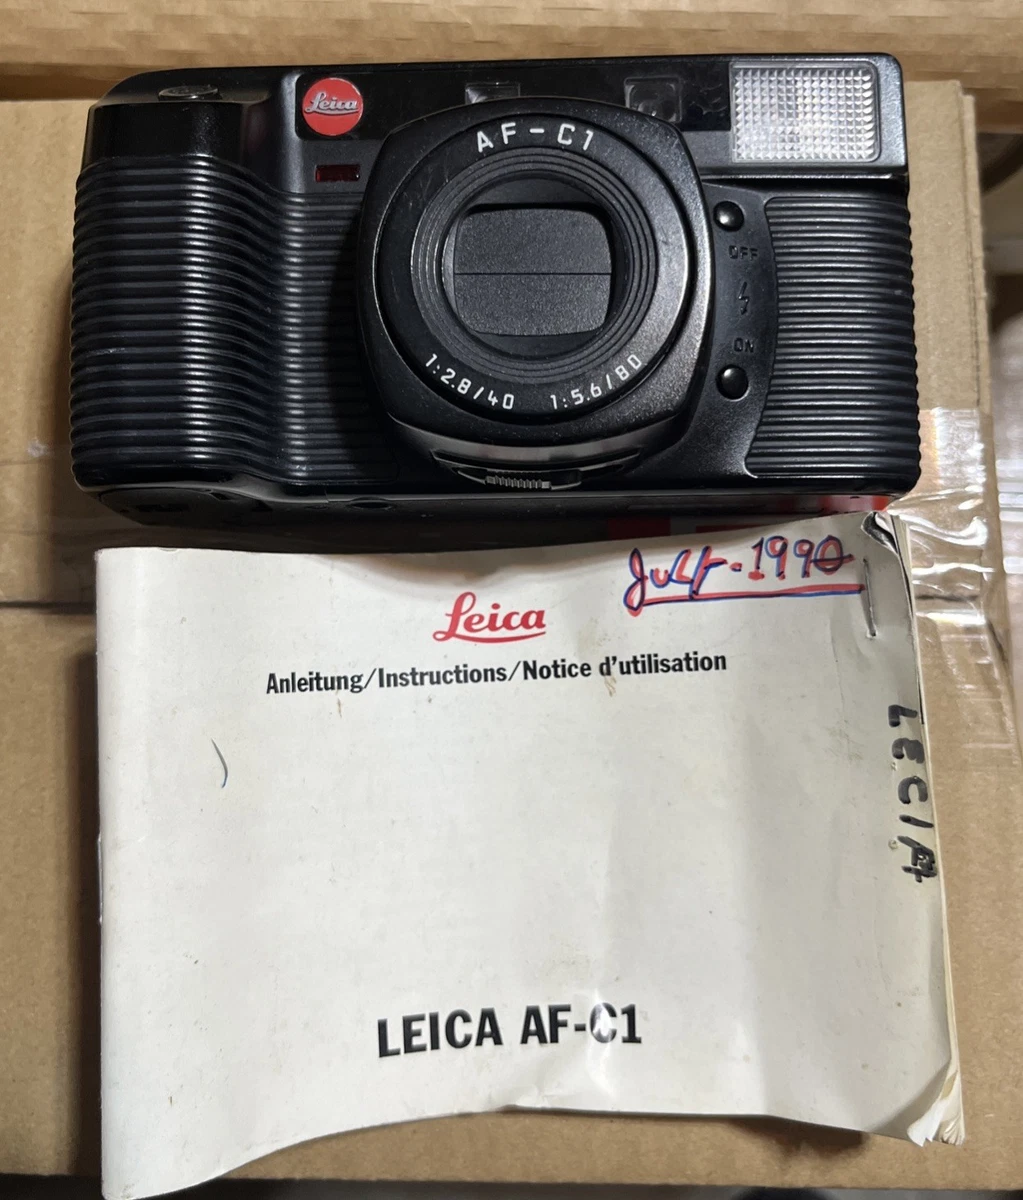 Leica
AF-C1
OFF
ON
1:2.8/40 1:5.6/80
July-1990
Leica
Anleitung/Instructions/Notice d'utilisation
LECIA
LEICA AF-C1